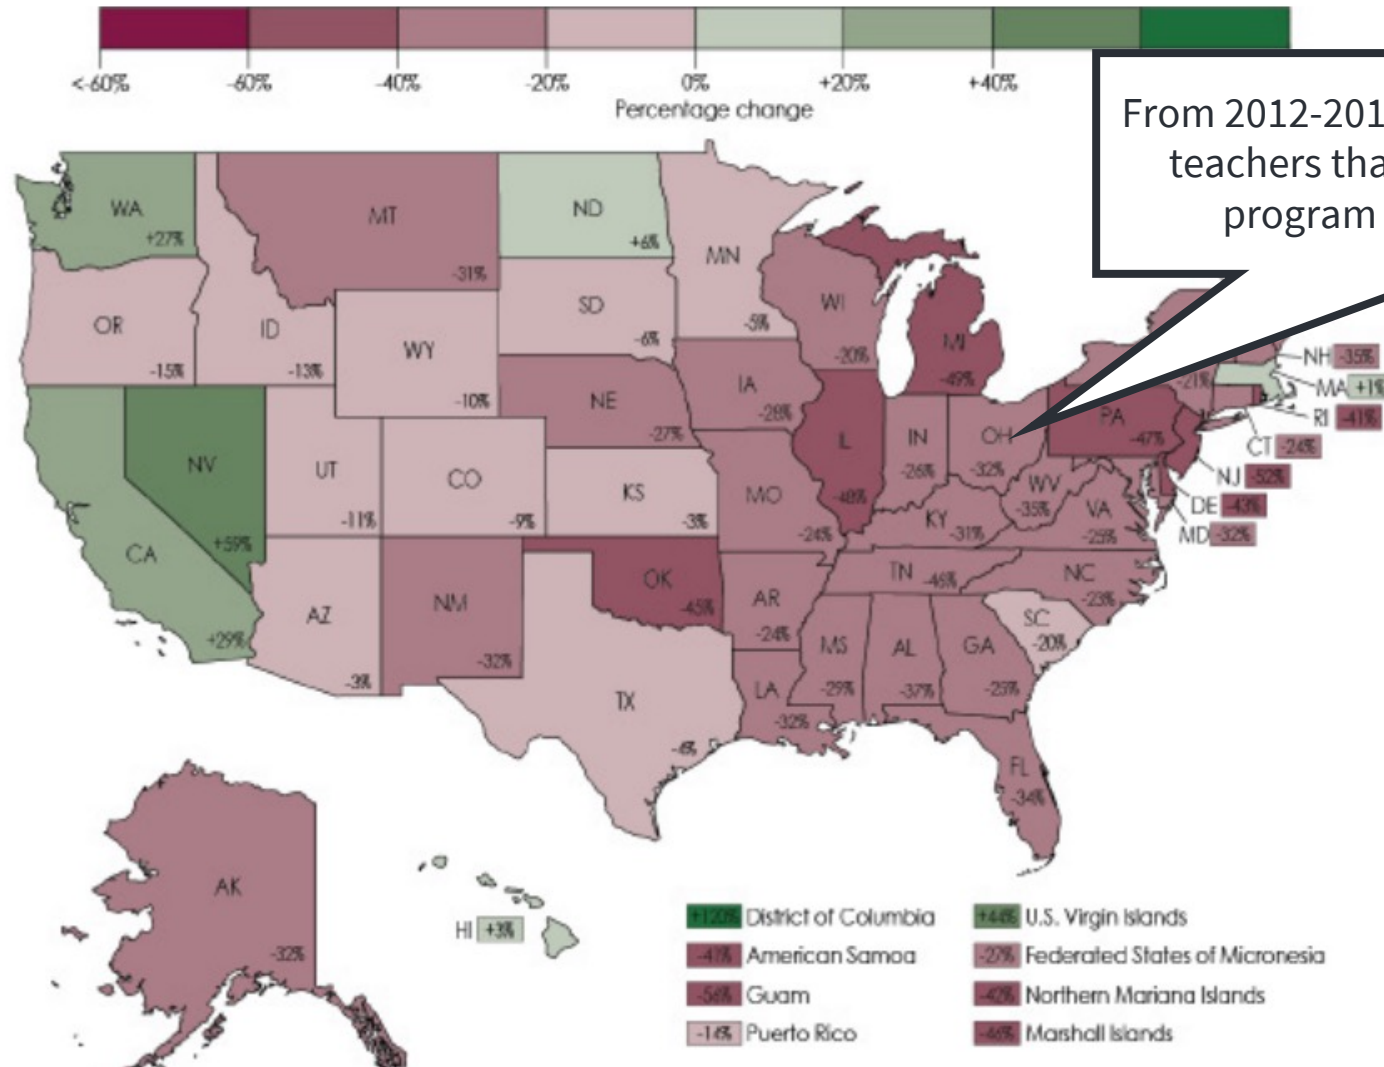 <-60%
-60%
-40%
-20%
0%
+20%
+40%
Percentage change
From 2012-201
teachers tha
program
WA
+27%
MT
-31%
ND
+6%
MN
-5%
OR
-15%
ID
-13%
WY
-10%
SD
-6%
WI
-20%
MI
-49%
NH -35%
MA +1%
RI -41%
CT -24%
NJ -52%
DE -43%
MD -32%
-21%
NE
-27%
IA
-28%
IL
-48%
IN
-26%
OH
-32%
PA
-47%
NV
+59%
UT
-11%
CO
-9%
KS
-3%
MO
-24%
KY
-31%
WV
-35%
VA
-25%
CA
+29%
AZ
-3%
NM
-32%
OK
-45%
AR
-24%
TN
-46%
NC
-23%
SC
-20%
MS
-29%
AL
-37%
GA
-25%
TX
LA
-32%
FL
-34%
AK
-32%
HI +3%
+120% District of Columbia
-41% American Samoa
-56% Guam
-14% Puerto Rico
+44% U.S. Virgin Islands
-27% Federated States of Micronesia
-42% Northern Mariana Islands
-46% Marshall Islands